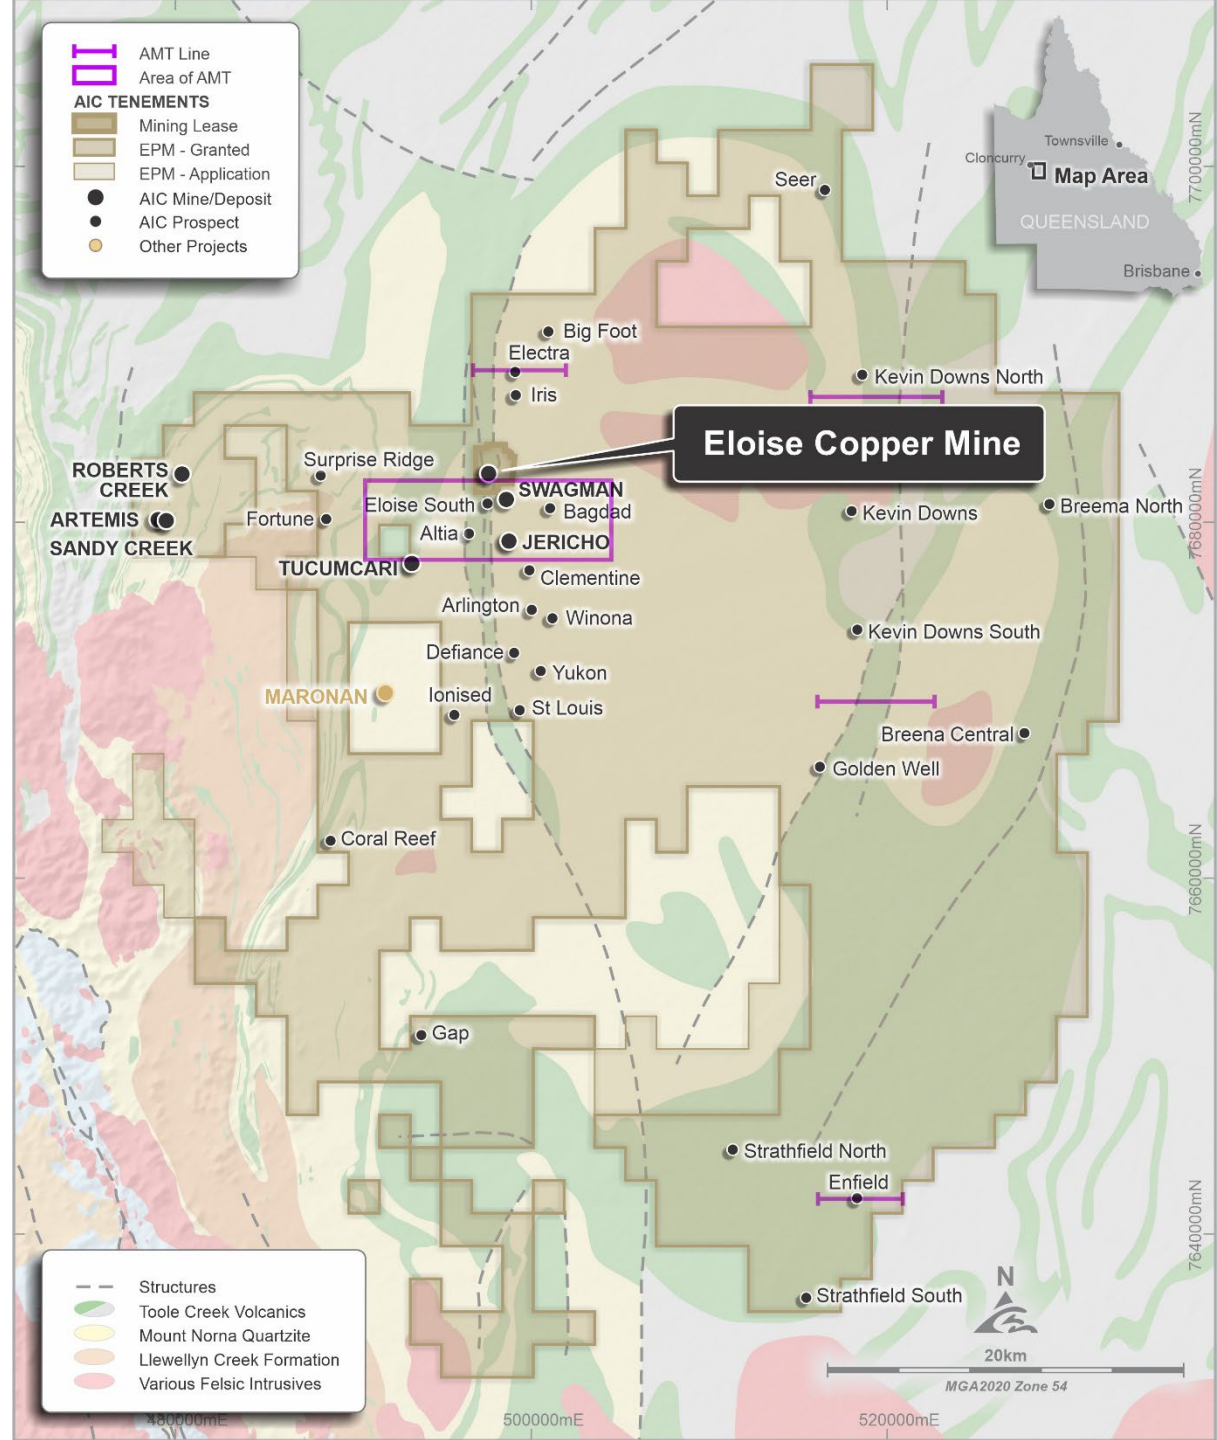 AMT Line
Area of AMT
AIC TENEMENTS
Mining Lease
EPM - Granted
EPM - Application
AIC Mine/Deposit
AIC Prospect
Other Projects
Townsville
Cloncurry
Map Area
QUEENSLAND
Brisbane
7700000mN
Seer
Big Foot
Electra
Iris
Kevin Downs North
Eloise Copper Mine
ROBERTS
CREEK
Surprise Ridge
SWAGMAN
Eloise South
Bagdad
Kevin Downs
Breema North
ARTEMIS
SANDY CREEK
Fortune
Altia
JERICHO
7680000mN
TUCUMCARI
Clementine
Arlington
Winona
Kevin Downs South
Defiance
Yukon
MARONAN
Ionised
St Louis
Breena Central
Golden Well
Coral Reef
7660000mN
Gap
Strathfield North
Enfield
7640000mN
Strathfield South
Structures
Toole Creek Volcanics
Mount Norna Quartzite
Llewellyn Creek Formation
Various Felsic Intrusives
N
20km
MGA2020 Zone 54
480000mE
500000mE
520000mE